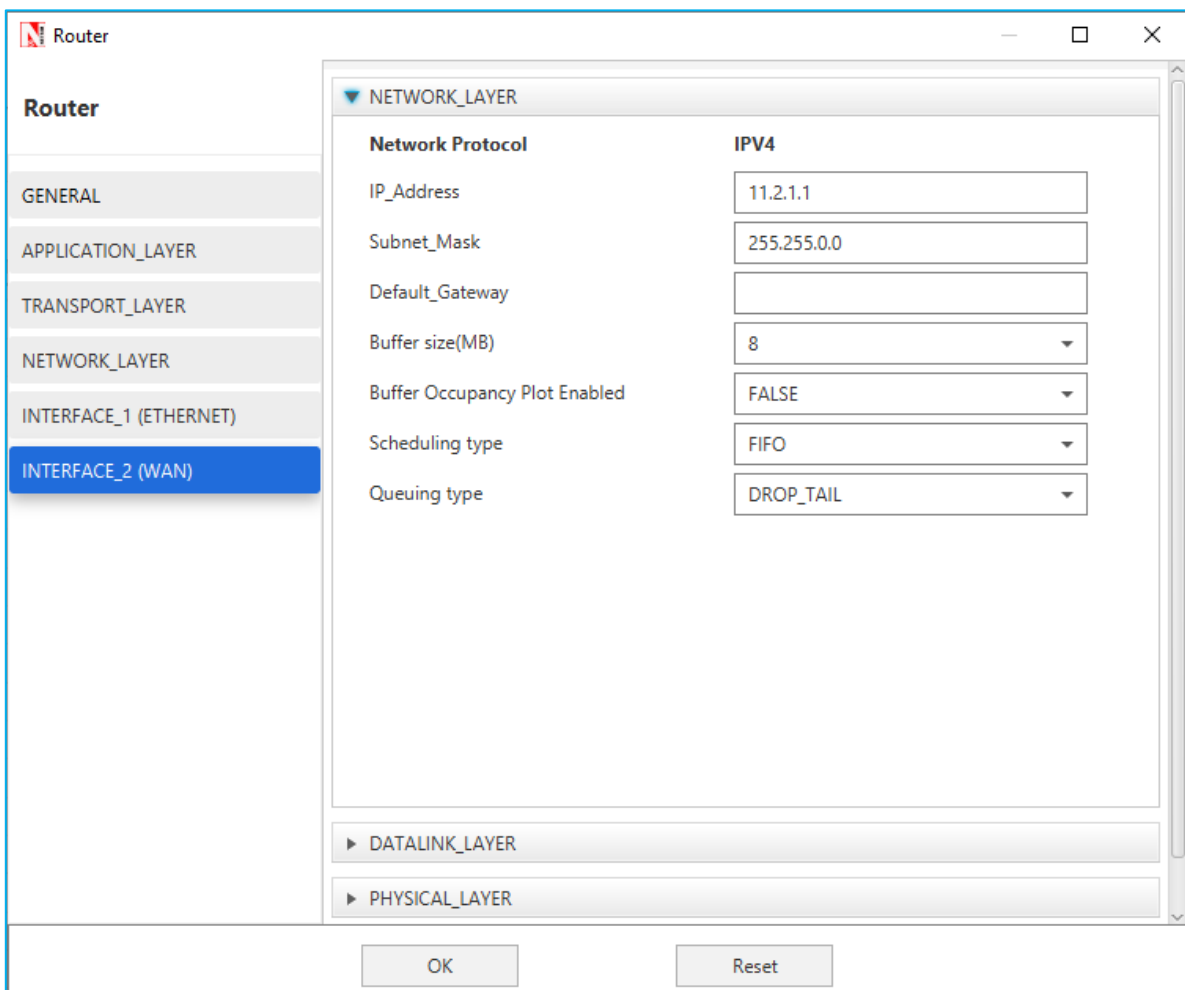 Router
Router
GENERAL
APPLICATION_LAYER
TRANSPORT_LAYER
NETWORK_LAYER
INTERFACE_1 (ETHERNET)
INTERFACE_2 (WAN)
NETWORK_LAYER
Network Protocol IPV4
IP_Address 11.2.1.1
Subnet_Mask 255.255.0.0
Default_Gateway
Buffer size(MB) 8
Buffer Occupancy Plot Enabled FALSE
Scheduling type FIFO
Queuing type DROP_TAIL
DATALINK_LAYER
PHYSICAL_LAYER
OK Reset